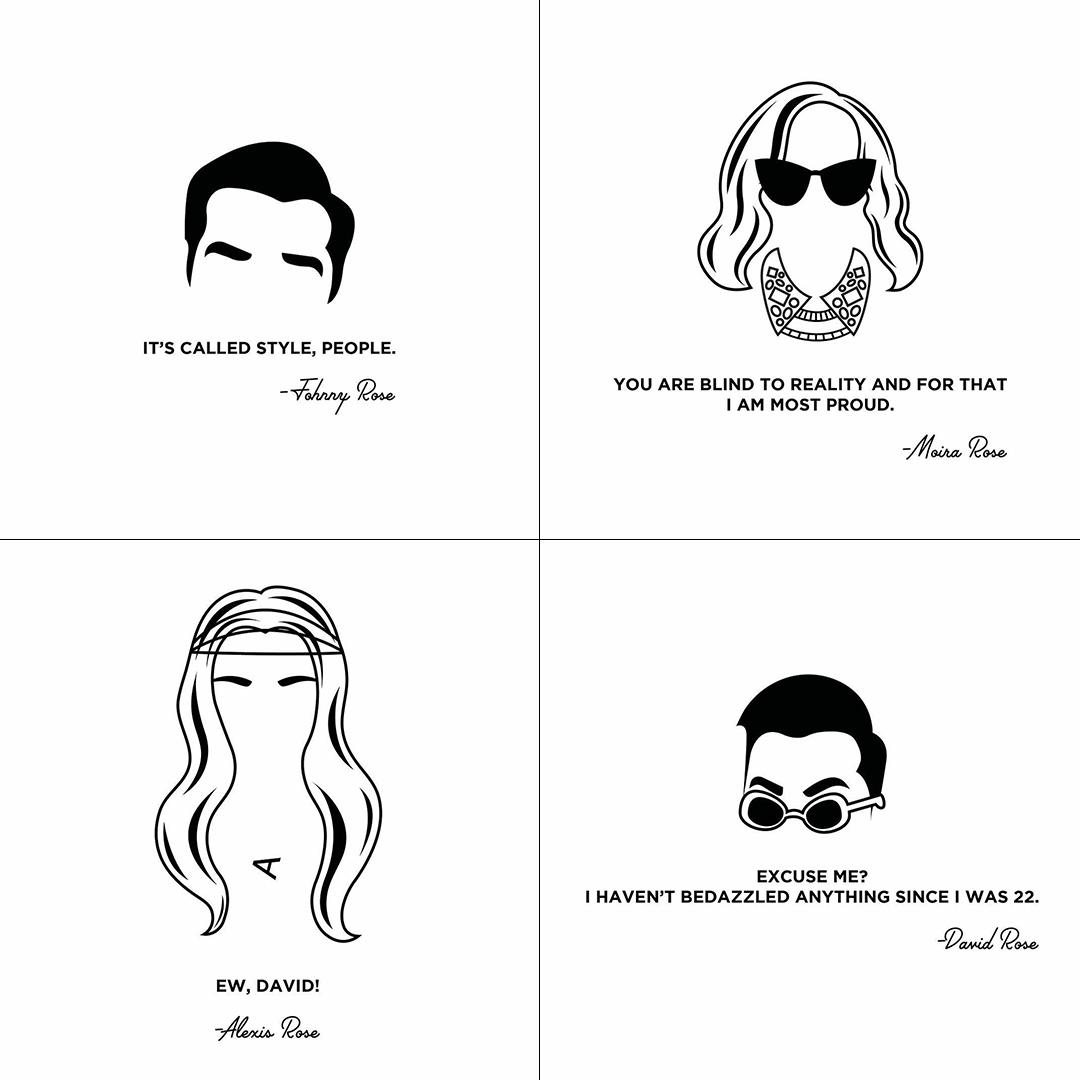 IT'S CALLED STYLE, PEOPLE.
-Johnny Rose
YOU ARE BLIND TO REALITY AND FOR THAT
I AM MOST PROUD.
-Moira Rose
A
EW, DAVID!
-Alexis Rose
EXCUSE ME?
I HAVEN'T BEDAZZLED ANYTHING SINCE I WAS 22.
-David Rose